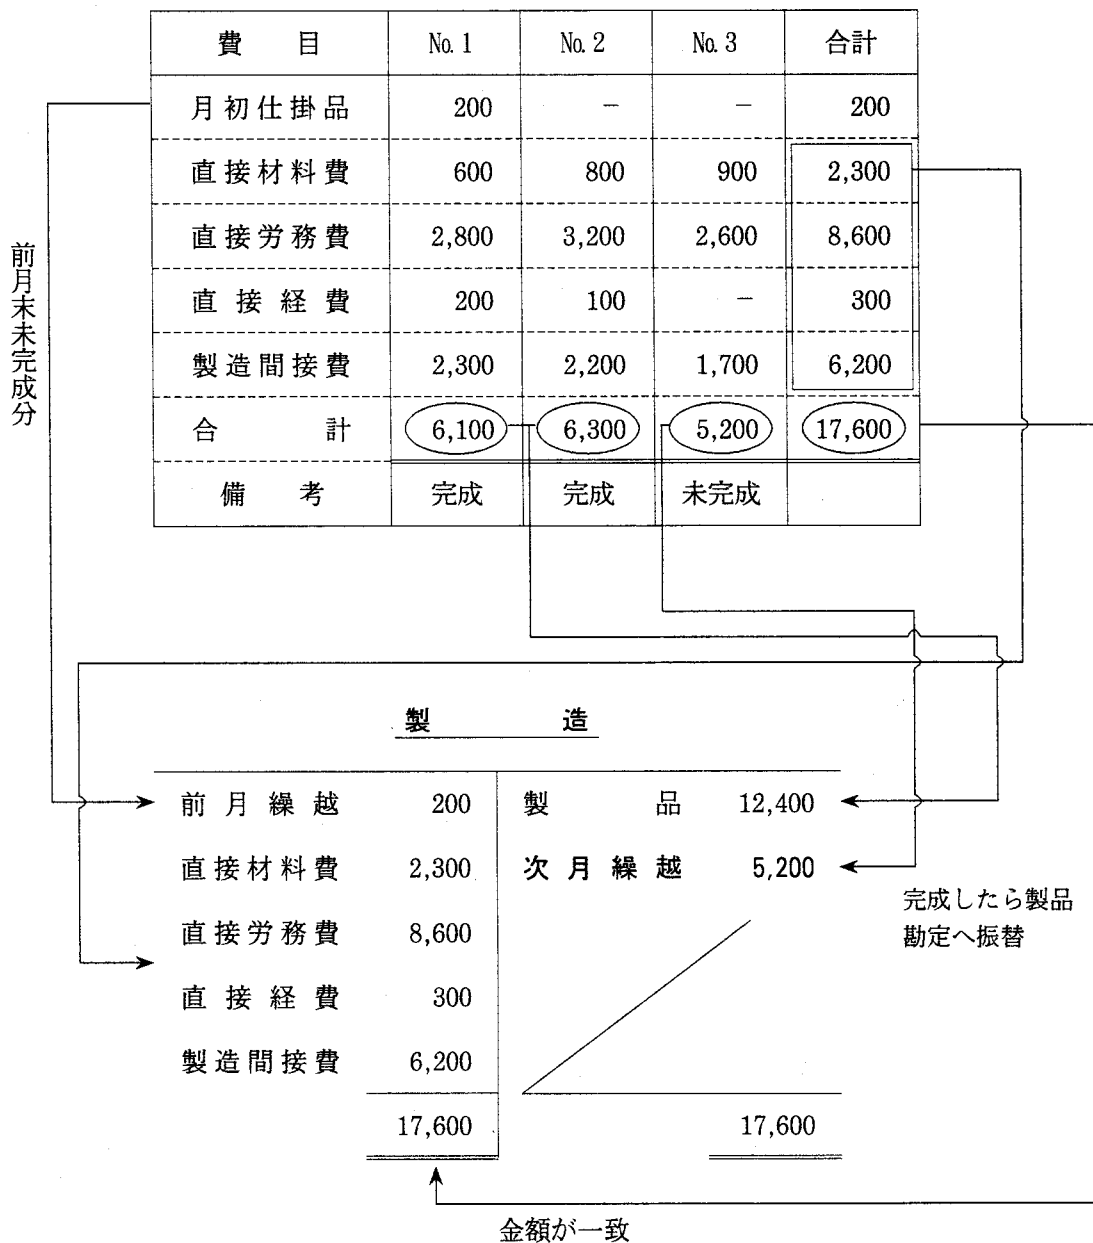 費目 No.1 No.2 No.3 合計
月初仕掛品 200 − − 200
直接材料費 600 800 900 2,300
直接労務費 2,800 3,200 2,600 8,600
直接経費 200 100 − 300
製造間接費 2,300 2,200 1,700 6,200
合計 6,100 6,300 5,200 17,600
備考 完成 完成 未完成
前月末未完成分
製造
前月繰越 200 製品 12,400
直接材料費 2,300 次月繰越 5,200
完成したら製品
勘定へ振替
直接労務費 8,600
直接経費 300
製造間接費 6,200
17,600 17,600
金額が一致